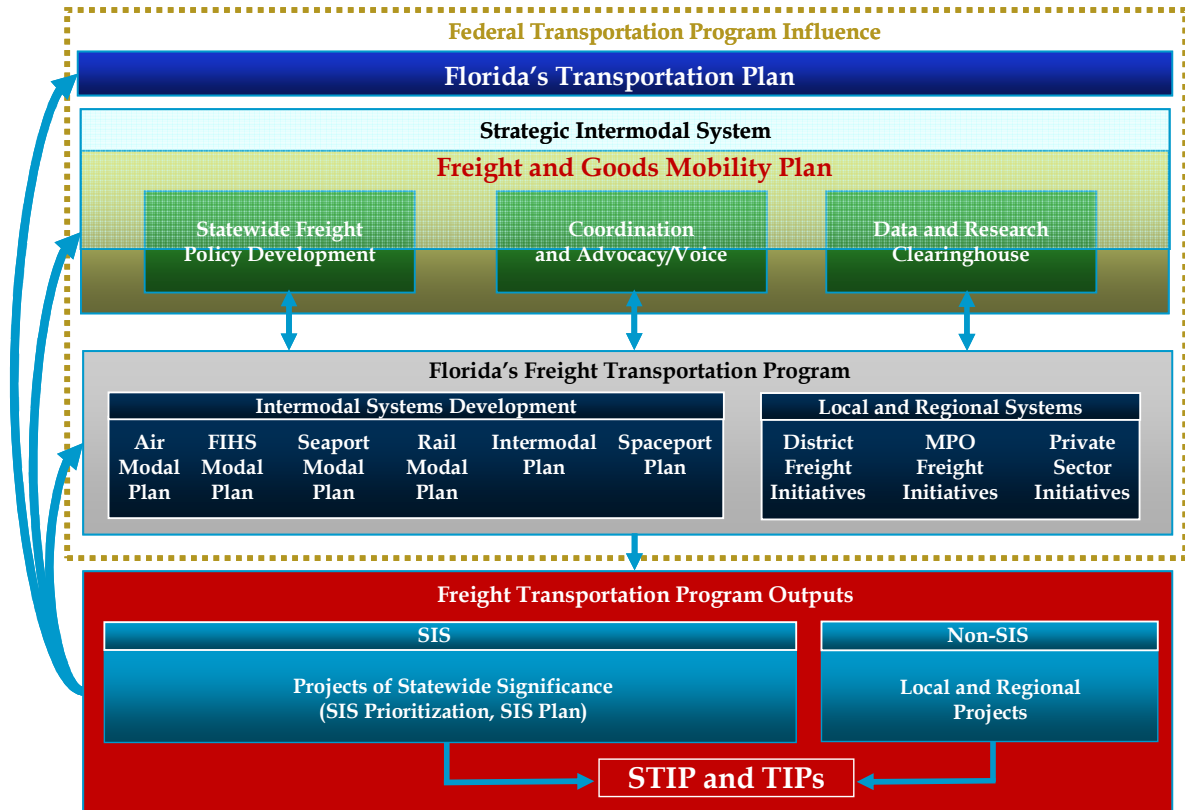 Federal Transportation Program Influence
Florida's Transportation Plan
Strategic Intermodal System
Freight and Goods Mobility Plan
Statewide Freight
Policy Development
Coordination
and Advocacy/Voice
Data and Research
Clearinghouse
Florida's Freight Transportation Program
Intermodal Systems Development
Air
Modal
Plan
FIHS
Modal
Plan
Seaport
Modal
Plan
Rail
Modal
Plan
Intermodal
Plan
Spaceport
Plan
Local and Regional Systems
District
Freight
Initiatives
MPO
Freight
Initiatives
Private
Sector
Initiatives
Freight Transportation Program Outputs
SIS
Projects of Statewide Significance
(SIS Prioritization, SIS Plan)
Non-SIS
Local and Regional
Projects
STIP and TIPs